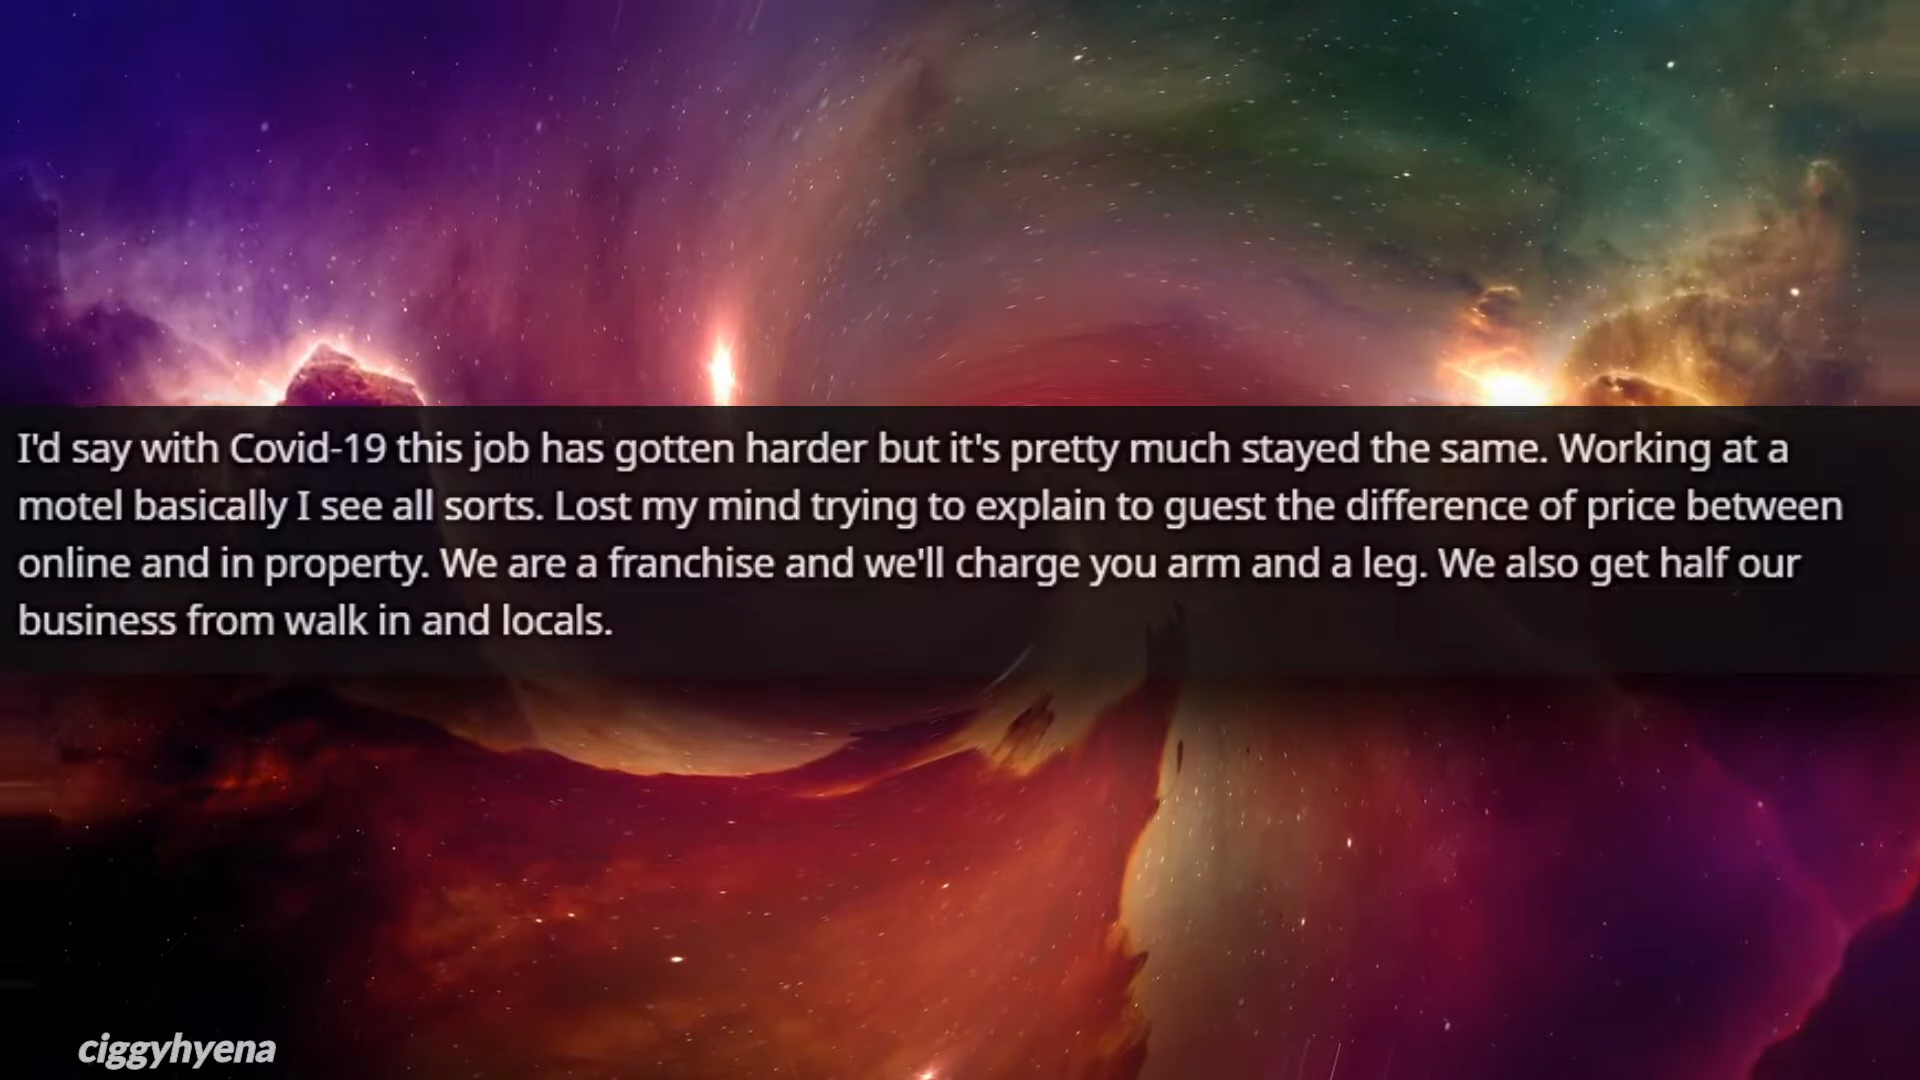 I'd say with Covid-19 this job has gotten harder but it's pretty much stayed the same. Working at a
motel basically I see all sorts. Lost my mind trying to explain to guest the difference of price between
online and in property. We are a franchise and we'll charge you arm and a leg. We also get half our
business from walk in and locals.
ciggyhyena